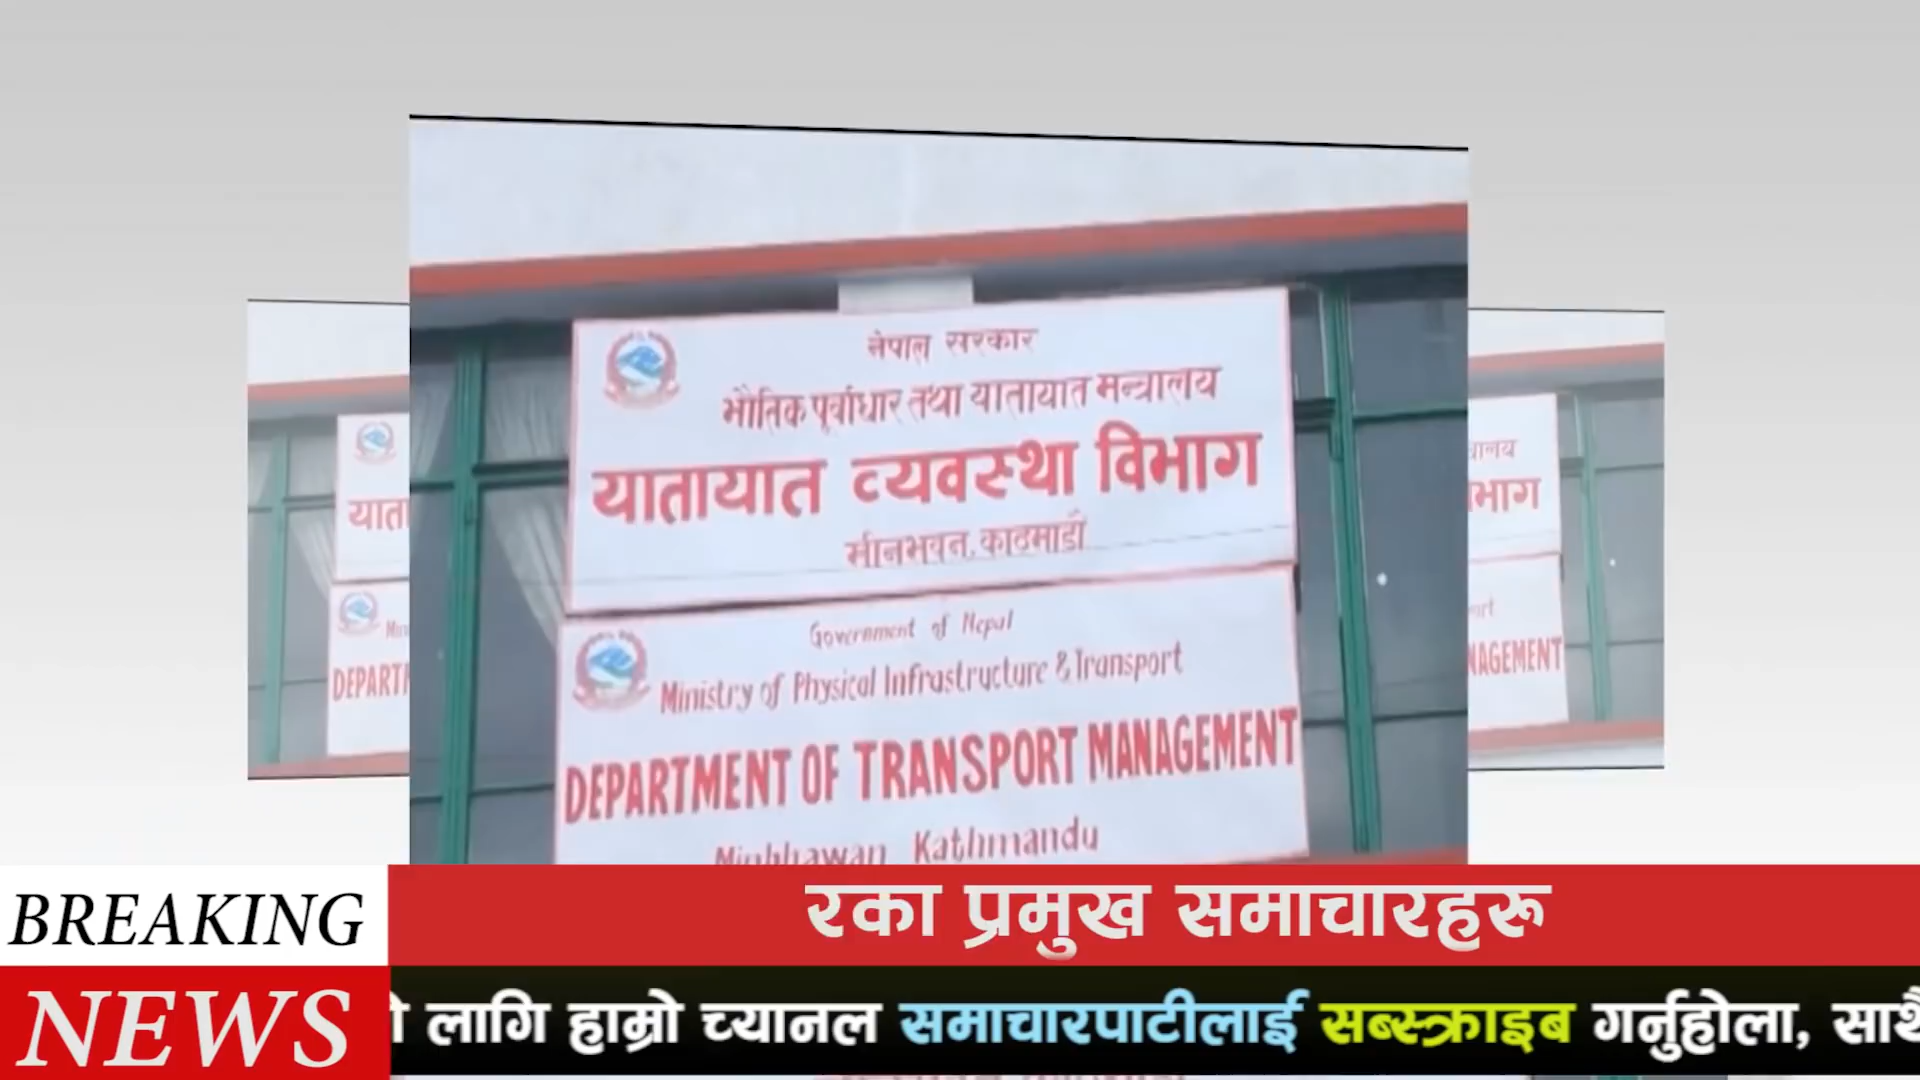 नेपाल सरकार
भौतिक पूर्वाधार तथा यातायात मन्त्रालय
यातायात व्यवस्था विभाग
मीनभवन, काठमाडौँ
Government of Nepal
Ministry of Physical Infrastructure & Transport
DEPARTMENT OF TRANSPORT MANAGEMENT
Minbhawan Kathmandu
BREAKING
NEWS
रका प्रमुख समाचारहरू
लागि हाम्रो च्यानल समाचारपाटीलाई सब्स्क्राइब गर्नुहोला,